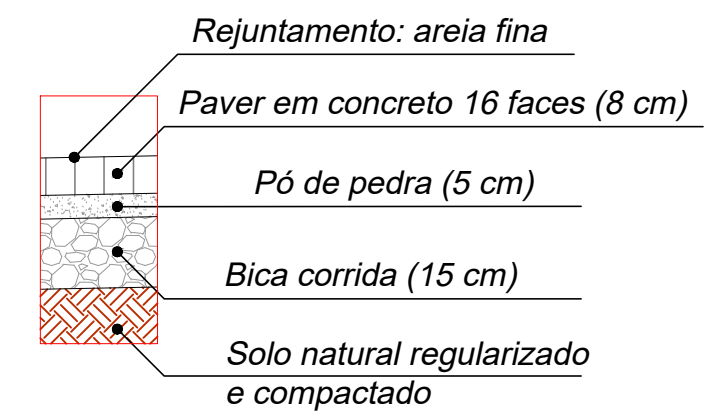 Rejuntamento: areia fina
Paver em concreto 16 faces (8 cm)
Pó de pedra (5 cm)
Bica corrida (15 cm)
Solo natural regularizado
e compactado